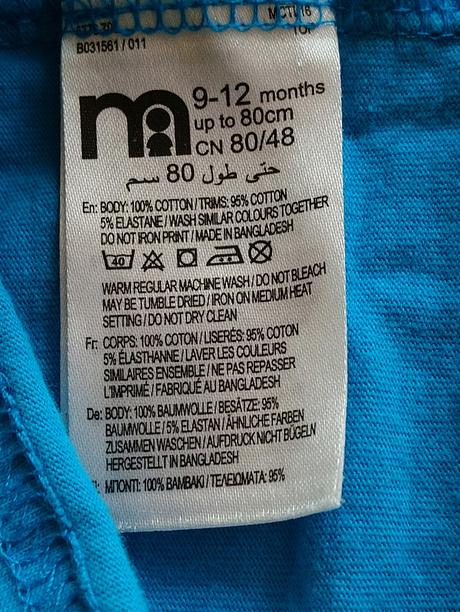 B031561 / 011
TOP
9-12 months
up to 80cm
CN 80/48
حتى طول 80 سم
En: BODY: 100% COTTON / TRIMS: 95% COTTON
5% ELASTANE / WASH SIMILAR COLOURS TOGETHER
DO NOT IRON PRINT / MADE IN BANGLADESH
40
WARM REGULAR MACHINE WASH / DO NOT BLEACH
MAY BE TUMBLE DRIED / IRON ON MEDIUM HEAT
SETTING / DO NOT DRY CLEAN
Fr: CORPS: 100% COTON / LISERÉS: 95% COTON
5% ÉLASTHANNE / LAVER LES COULEURS
SIMILAIRES ENSEMBLE / NE PAS REPASSER
L'IMPRIMÉ / FABRIQUÉ AU BANGLADESH
De: BODY: 100% BAUMWOLLE / BESÄTZE: 95%
BAUMWOLLE / 5% ELASTAN / ÄHNLICHE FARBEN
ZUSAMMEN WASCHEN / AUFDRUCK NICHT BÜGELN
HERGESTELLT IN BANGLADESH
ΜΠΟΝΤΙ: 100% ΒΑΜΒΑΚΙ / ΤΕΛΕΙΩΜΑΤΑ: 95%